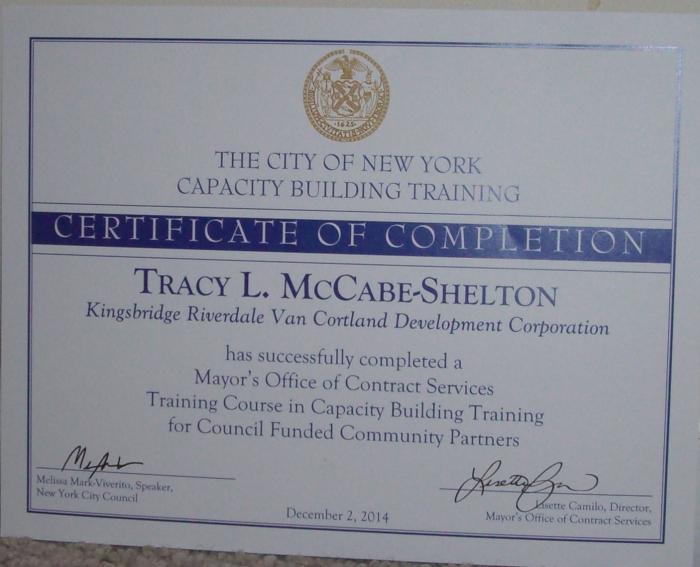 1625
THE CITY OF NEW YORK
CAPACITY BUILDING TRAINING
CERTIFICATE OF COMPLETION
TRACY L. MCCABE-SHELTON
Kingsbridge Riverdale Van Cortland Development Corporation
has successfully completed a
Mayor's Office of Contract Services
Training Course in Capacity Building Training
for Council Funded Community Partners
Melissa Mark-Viverito, Speaker,
New York City Council
Lisette Camilo, Director,
Mayor's Office of Contract Services
December 2, 2014